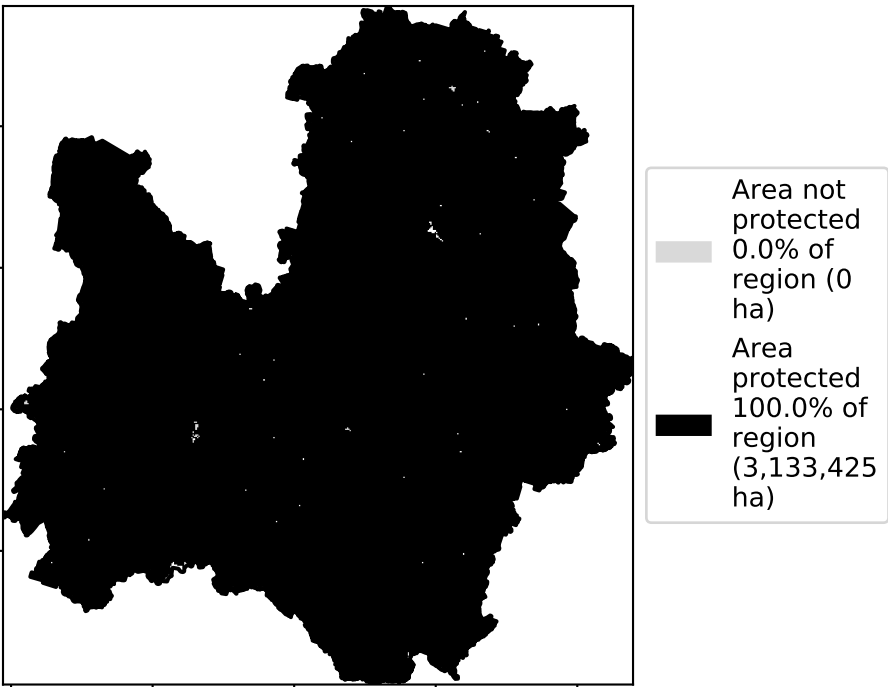 Area not
protected
0.0% of
region (0
ha)
Area
protected
100.0% of
region
(3,133,425
ha)